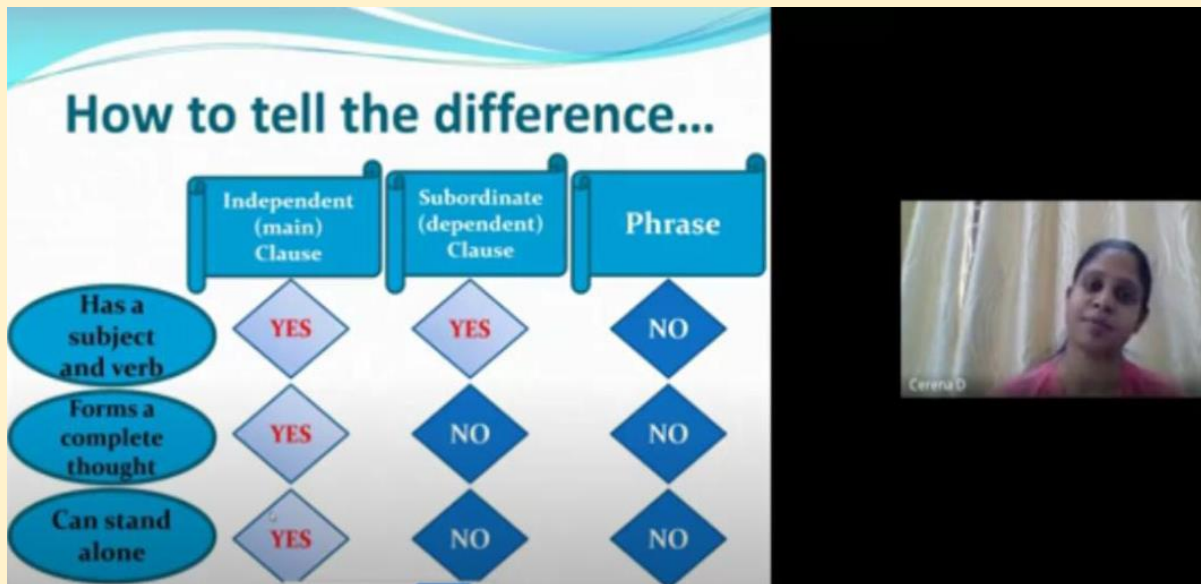 How to tell the difference...
Independent
(main)
Clause
Subordinate
(dependent)
Clause
Phrase
Has a
subject
and verb
YES
YES
NO
Forms a
complete
thought
YES
NO
NO
Can stand
alone
YES
NO
NO
Cerena D